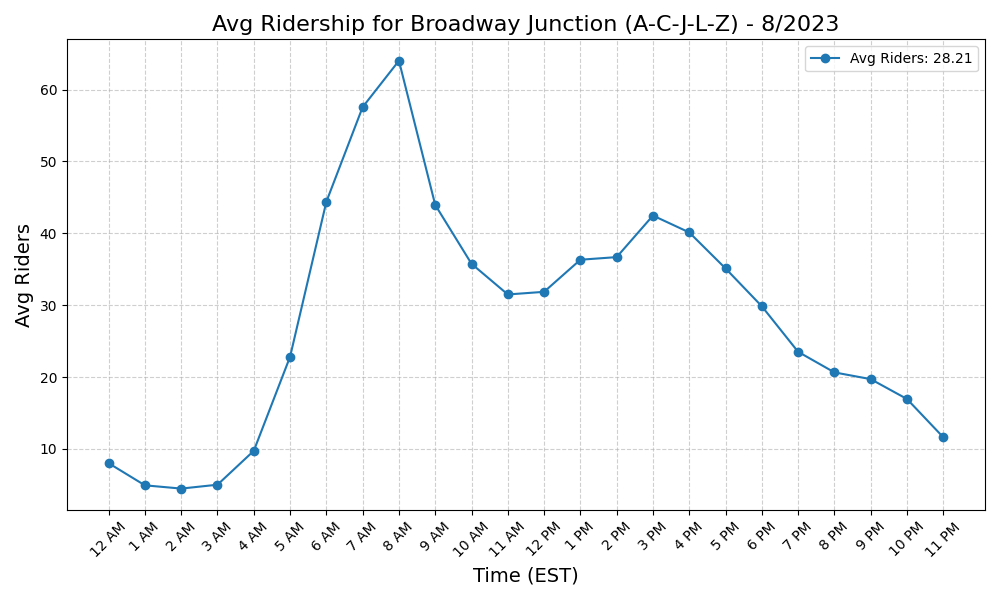 Avg Ridership for Broadway Junction (A-C-J-L-Z) - 8/2023
Avg Riders: 28.21
Avg Riders
60
50
40
30
20
10
12 AM
1 AM
2 AM
3 AM
4 AM
5 AM
6 AM
7 AM
8 AM
9 AM
10 AM
11 AM
12 PM
1 PM
2 PM
3 PM
4 PM
5 PM
6 PM
7 PM
8 PM
9 PM
10 PM
11 PM
Time (EST)